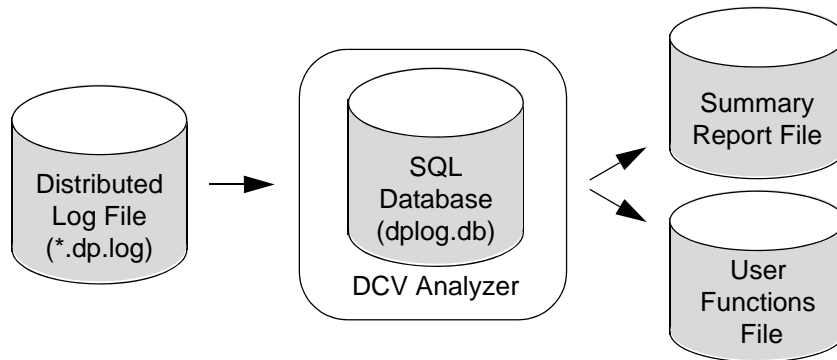 Distributed
Log File
(*.dp.log)
SQL
Database
(dplog.db)
DCV Analyzer
Summary
Report File
User
Functions
File